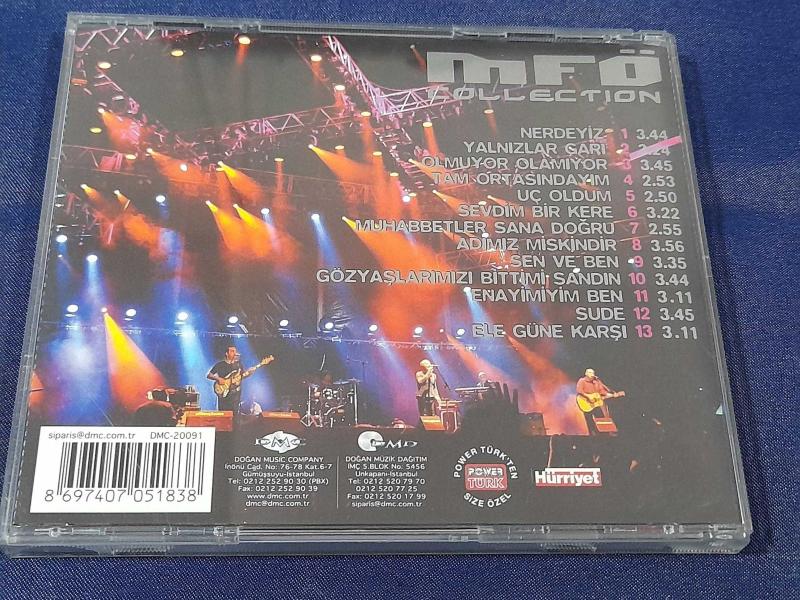 MFÖ
COLLECTION
NERDEYİZ 1 3.44
YALNIZLAR GARI 2 3.24
OLMUYOR OLAMIYOR 3 3.45
TAM ORTASINDAYIM 4 2.53
UÇ OLDUM 5 2.50
SEVDİM BİR KERE 6 3.22
MUHABBETLER SANA DOĞRU 7 2.55
ADIMIZ MİSKİNDİR 8 3.56
SEN VE BEN 9 3.35
GÖZYAŞLARIMIZI BİTTİMİ SANDIN 10 3.44
ENAYİMİYİM BEN 11 3.11
SUDE 12 3.45
ELE GÜNE KARŞI 13 3.11
siparis@dmc.com.tr DMC-20091
8 697407 051838
DMC
DOĞAN MUSIC COMPANY
İnönü Cad. No: 76-78 Kat.6-7
Gümüşsuyu-İstanbul
Tel: 0212 252 90 30 (PBX)
Fax: 0212 252 90 39
www.dmc.com.tr
dmc@dmc.com.tr
DMD
DOĞAN MÜZİK DAĞITIM
İMÇ 5.BLOK No: 5456
Unkapanı-İstanbul
Tel: 0212 520 79 70
0212 520 77 25
Fax: 0212 520 17 99
siparis@dmc.com.tr
POWER TÜRK'TEN
POWER
TÜRK
SİZE ÖZEL
Hürriyet